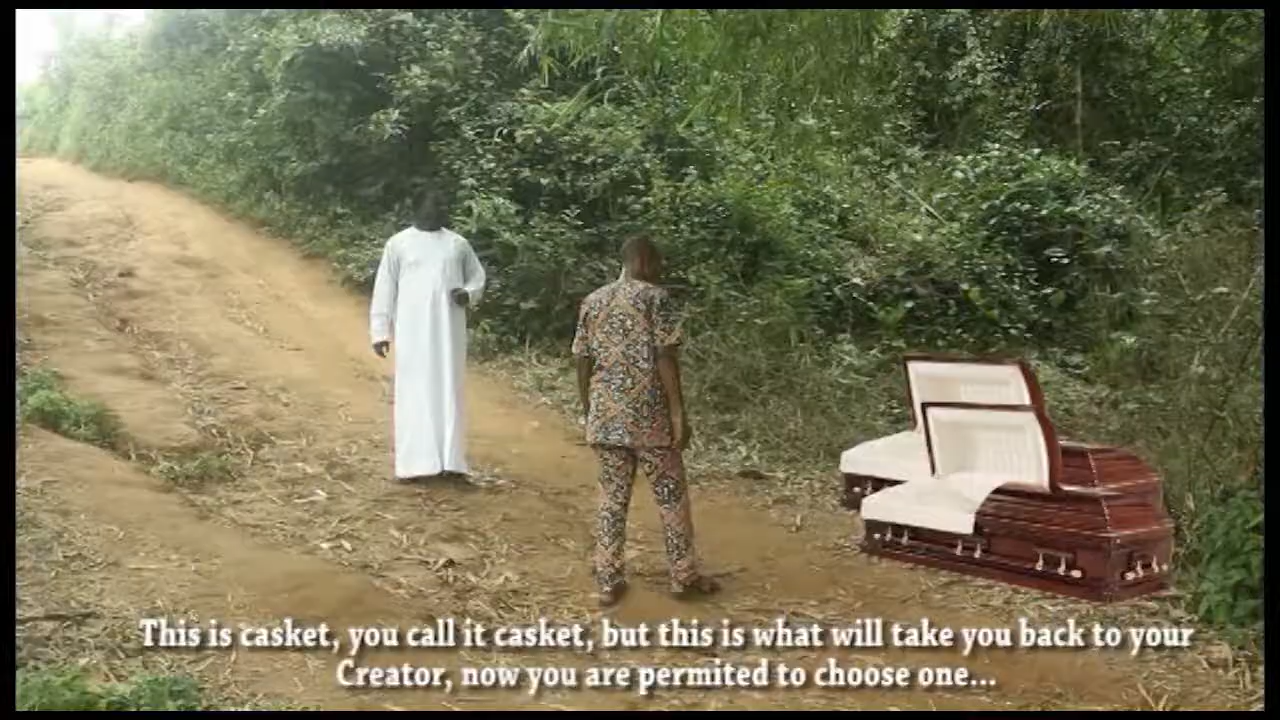 This is casket, you call it casket, but this is what will take you back to your
Creator, now you are permited to choose one...